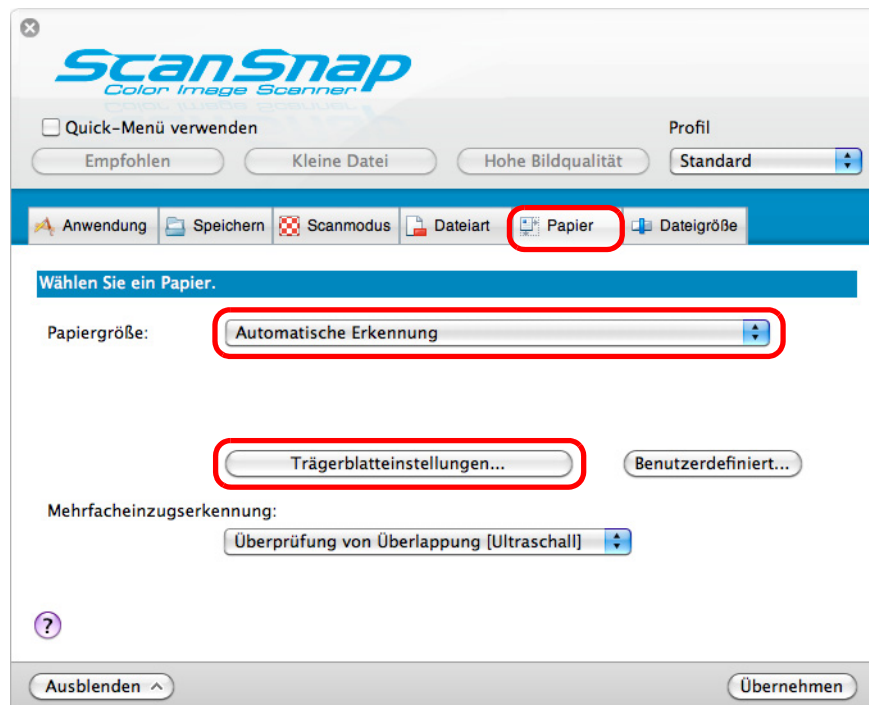 ScanSnap
Color Image Scanner
Quick-Menü verwenden
Profil
Empfohlen Kleine Datei Hohe Bildqualität Standard
Anwendung Speichern Scanmodus Dateiart Papier Dateigröße
Wählen Sie ein Papier.
Papiergröße: Automatische Erkennung
Trägerblatteinstellungen... Benutzerdefiniert...
Mehrfacheinzugserkennung:
Überprüfung von Überlappung [Ultraschall]
?
Ausblenden Übernehmen